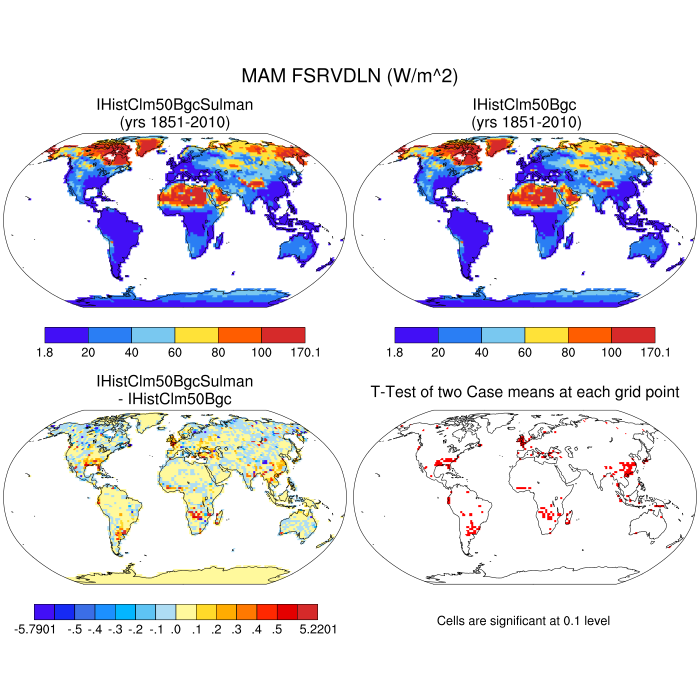 MAM FSRVDLN (W/m^2)
IHistClm50BgcSulman
(yrs 1851-2010)
IHistClm50Bgc
(yrs 1851-2010)
1.8 20 40 60 80 100 170.1
1.8 20 40 60 80 100 170.1
IHistClm50BgcSulman
- IHistClm50Bgc
T-Test of two Case means at each grid point
-5.7901 -.5 -.4 -.3 -.2 -.1 .0 .1 .2 .3 .4 .5 5.2201
Cells are significant at 0.1 level